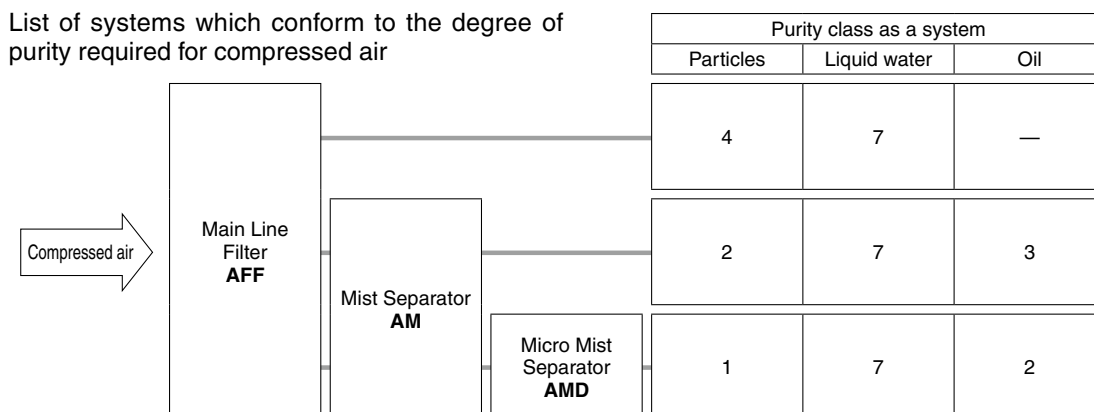 List of systems which conform to the degree of
purity required for compressed air
Purity class as a system
Particles Liquid water Oil
4 7 —
Compressed air
Main Line
Filter
AFF
2 7 3
Mist Separator
AM
Micro Mist
Separator
AMD
1 7 2